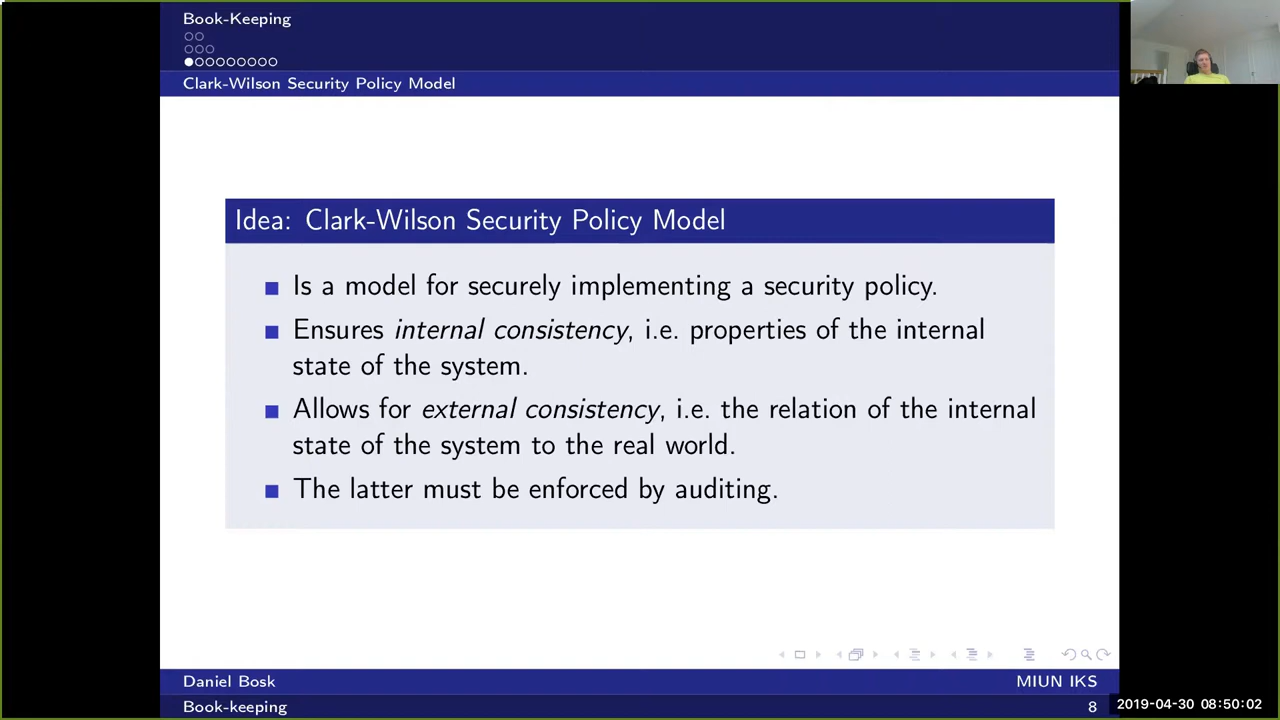 Book-Keeping
Clark-Wilson Security Policy Model
Idea: Clark-Wilson Security Policy Model
Is a model for securely implementing a security policy.
Ensures internal consistency, i.e. properties of the internal
state of the system.
Allows for external consistency, i.e. the relation of the internal
state of the system to the real world.
The latter must be enforced by auditing.
Daniel Bosk
MIUN IKS
Book-keeping
8
2019-04-30 08:50:02